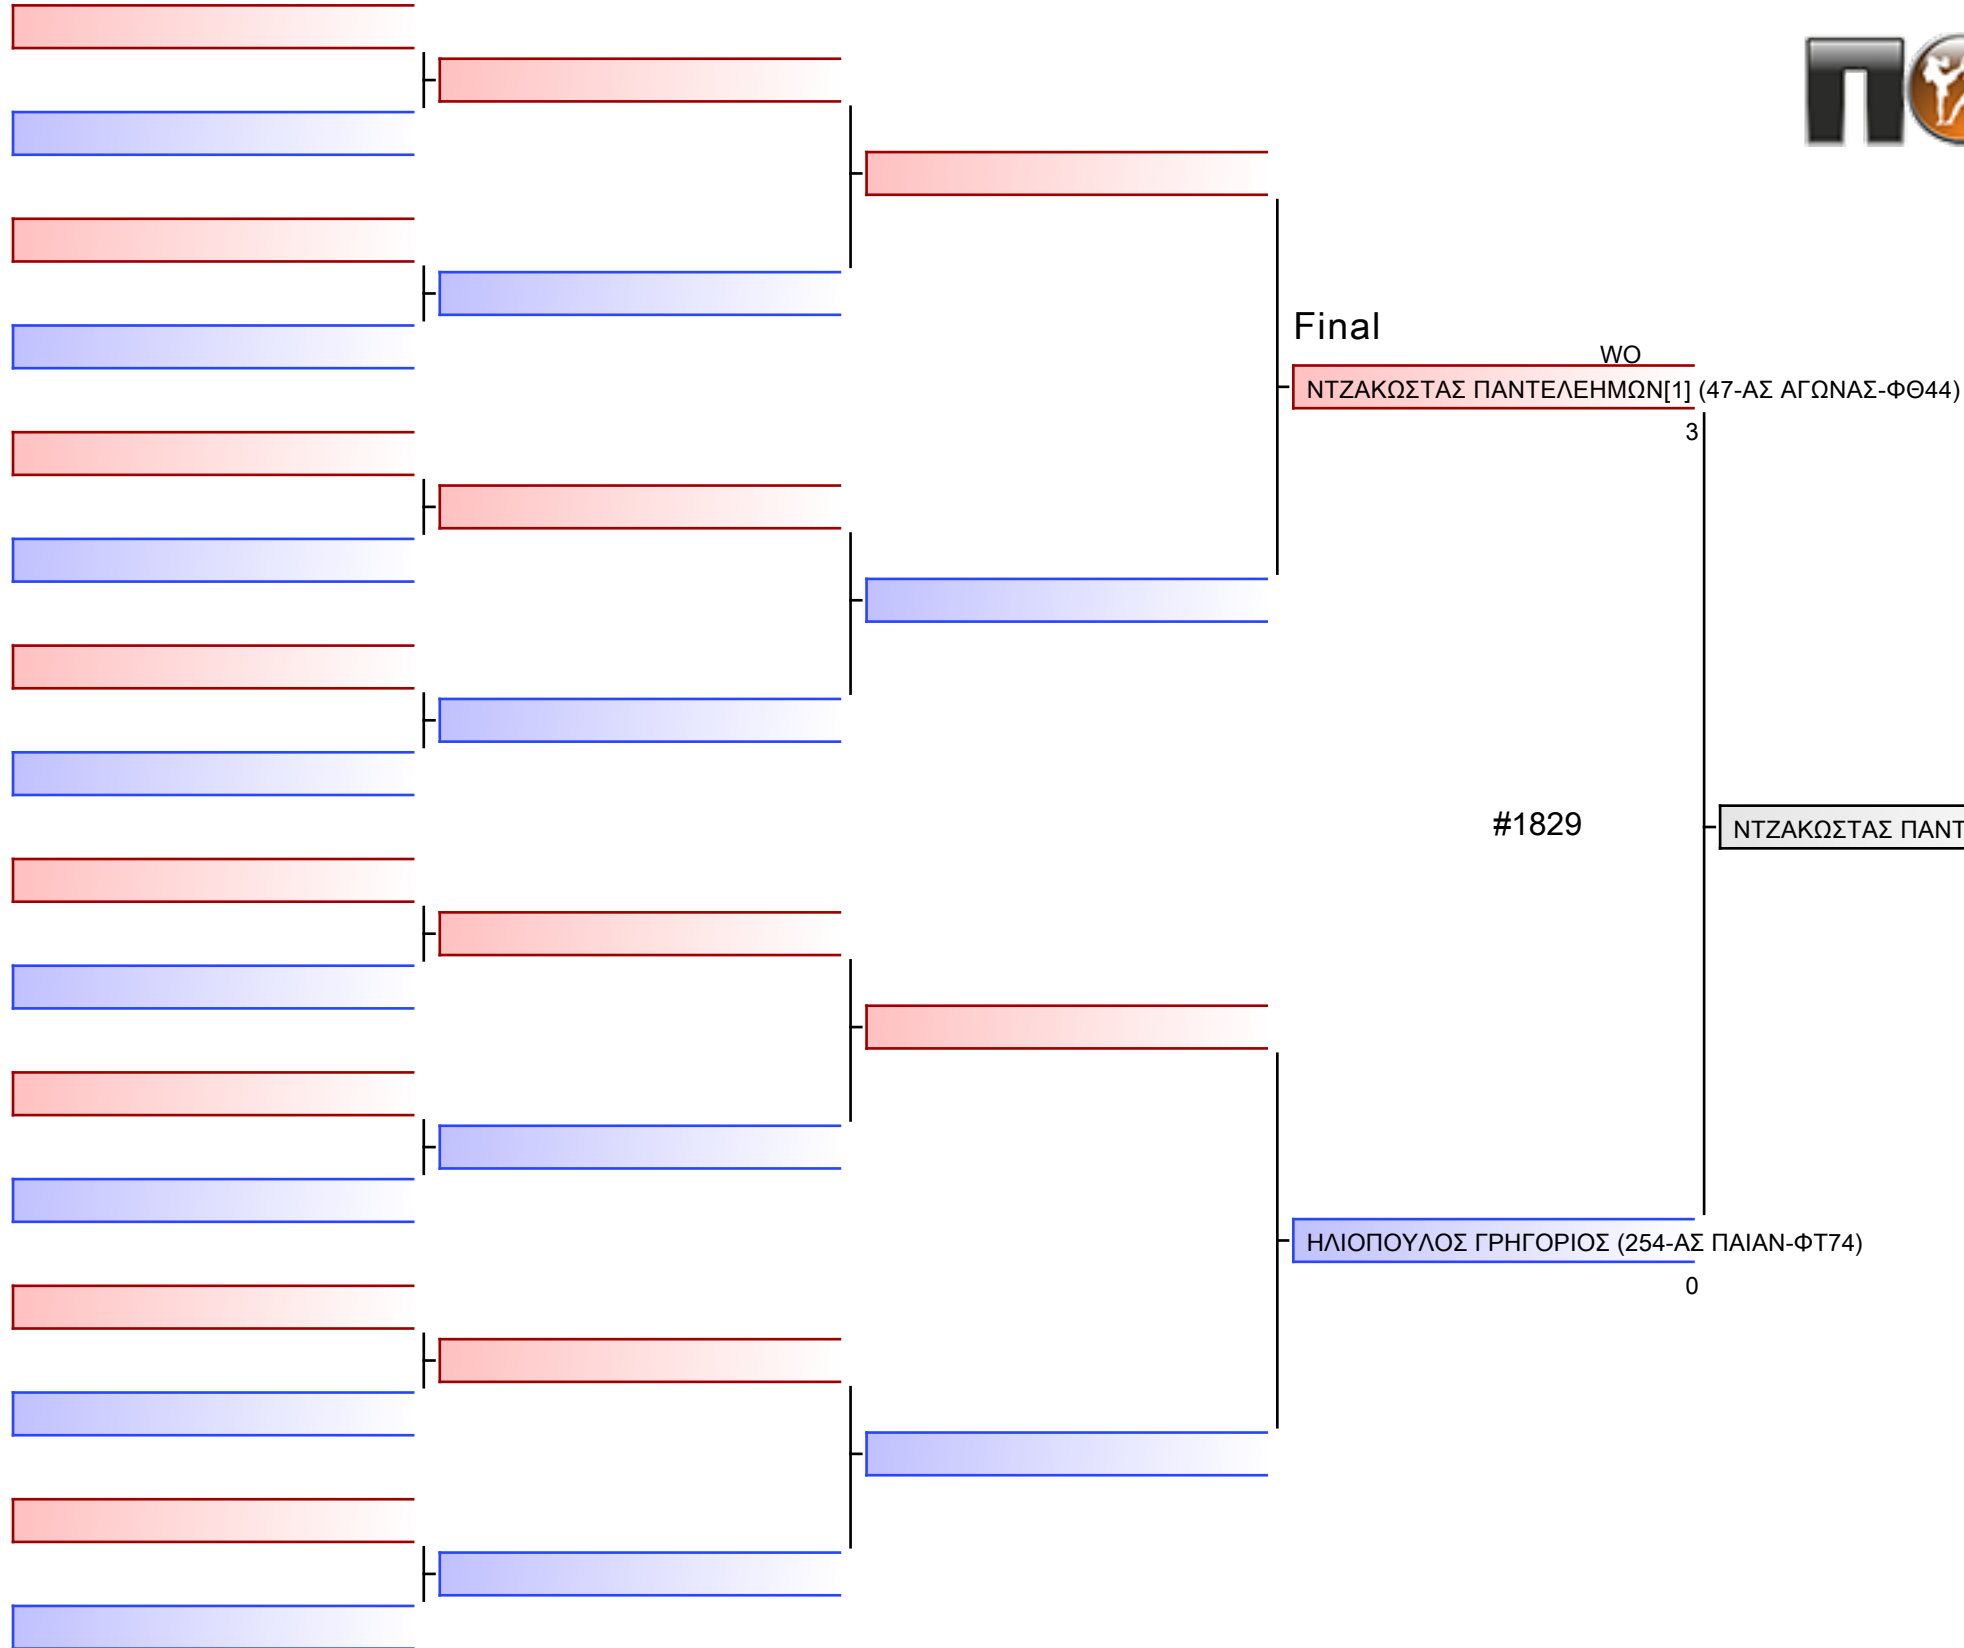 Final
WO
ΝΤΖΑΚΩΣΤΑΣ ΠΑΝΤΕΛΕΗΜΩΝ[1] (47-ΑΣ ΑΓΩΝΑΣ-ΦΘ44)
3
#1829
ΝΤΖΑΚΩΣΤΑΣ ΠΑΝΤ
ΗΛΙΟΠΟΥΛΟΣ ΓΡΗΓΟΡΙΟΣ (254-ΑΣ ΠΑΙΑΝ-ΦΤ74)
0